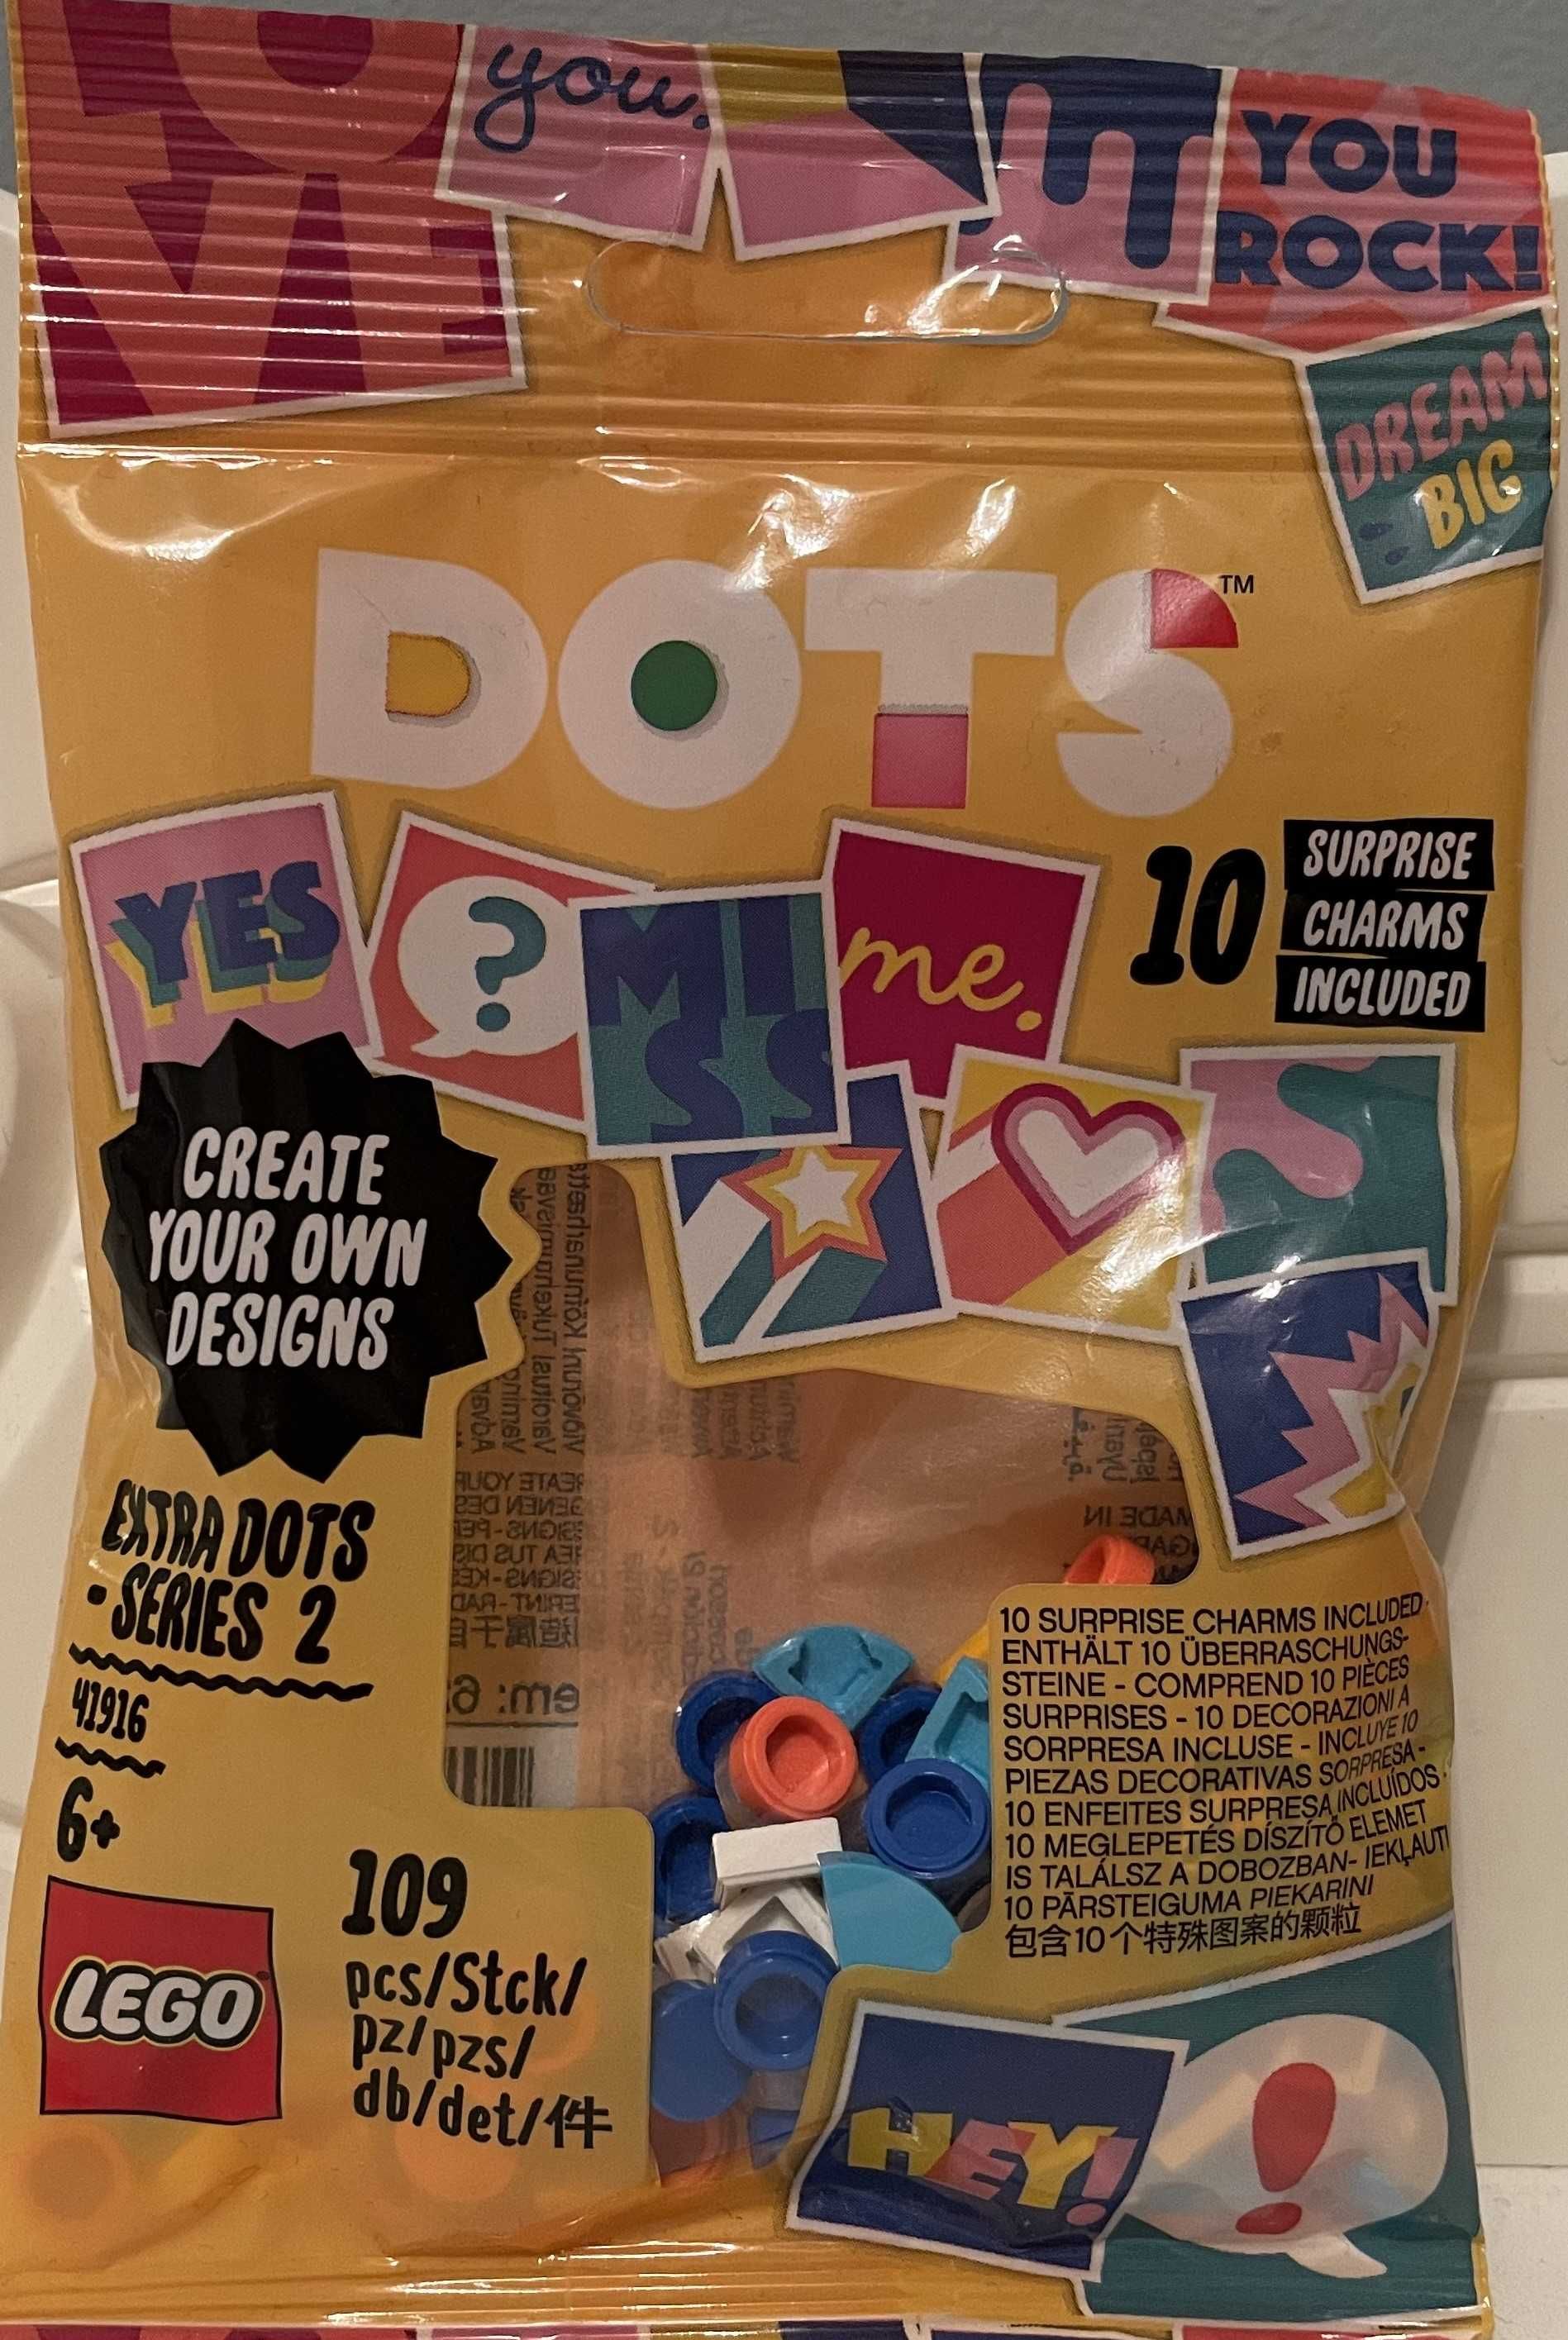 LOVE
you.
YOU
ROCK!
DREAM
BIG
DOTS™
YES
?
MISS
me.
10
SURPRISE
CHARMS
INCLUDED
CREATE
YOUR OWN
DESIGNS
EXTRA DOTS
- SERIES 2
41916
6+
LEGO
109
pcs/Stck/
pz/pzs/
db/det/件
10 SURPRISE CHARMS INCLUDED -
ENTHÄLT 10 ÜBERRASCHUNGS-
STEINE - COMPREND 10 PIÈCES
SURPRISES - 10 DECORAZIONI A
SORPRESA INCLUSE - INCLUYE 10
PIEZAS DECORATIVAS SORPRESA -
10 ENFEITES SURPRESA INCLUÍDOS -
10 MEGLEPETÉS DÍSZÍTŐ ELEMET
IS TALÁLSZ A DOBOZBAN- IEKĻAUTI
10 PĀRSTEIGUMA PIEKARIŅI
包含10个特殊图案的颗粒
HEY!
!